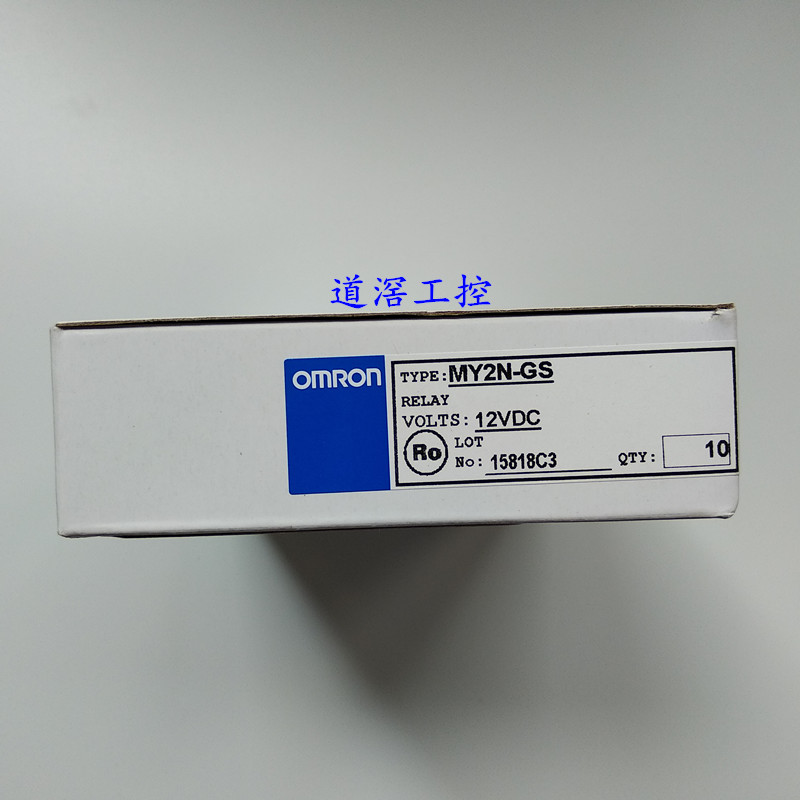 道滘工控
OMRON
TYPE: MY2N-GS
RELAY
VOLTS: 12VDC
Ro
LOT
No: 15818C3
QTY: 10